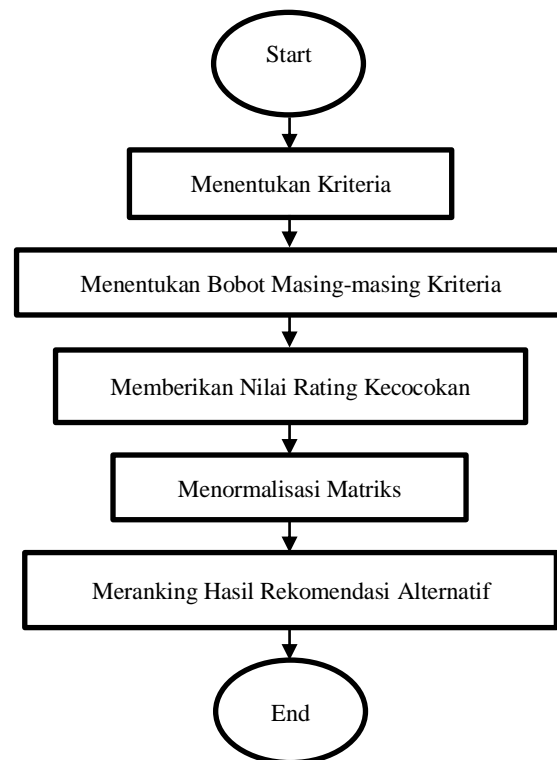 Start
Menentukan Kriteria
Menentukan Bobot Masing-masing Kriteria
Memberikan Nilai Rating Kecocokan
Menormalisasi Matriks
Meranking Hasil Rekomendasi Alternatif
End